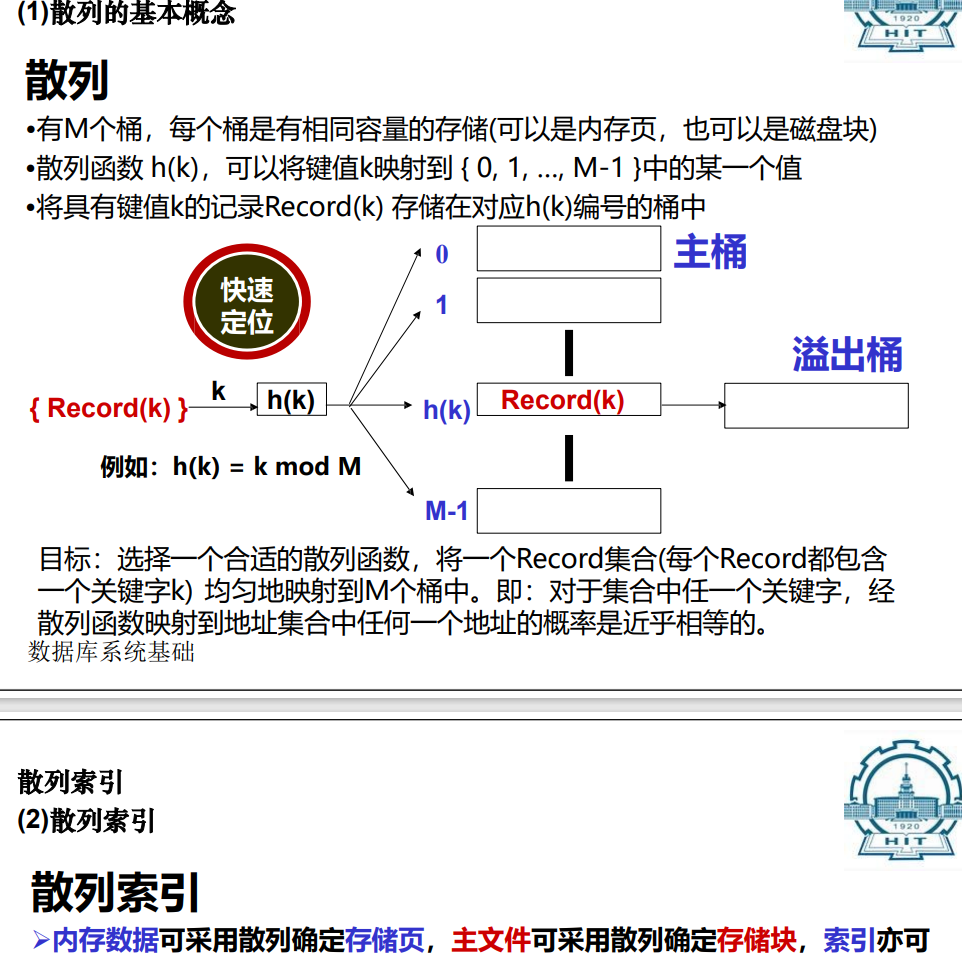 (1)散列的基本概念
1920
HIT
散列
•有M个桶，每个桶是有相同容量的存储(可以是内存页，也可以是磁盘块)
•散列函数 h(k)，可以将键值k映射到 { 0, 1, …, M-1 }中的某一个值
•将具有键值k的记录Record(k) 存储在对应h(k)编号的桶中
0
主桶
快速
定位
1
溢出桶
{ Record(k) }
k
h(k)
h(k)
Record(k)
例如：h(k) = k mod M
M-1
目标：选择一个合适的散列函数，将一个Record集合(每个Record都包含
一个关键字k) 均匀地映射到M个桶中。即：对于集合中任一个关键字，经
散列函数映射到地址集合中任何一个地址的概率是近乎相等的。
数据库系统基础
散列索引
(2)散列索引
1920
HIT
散列索引
➢内存数据可采用散列确定存储页，主文件可采用散列确定存储块，索引亦可